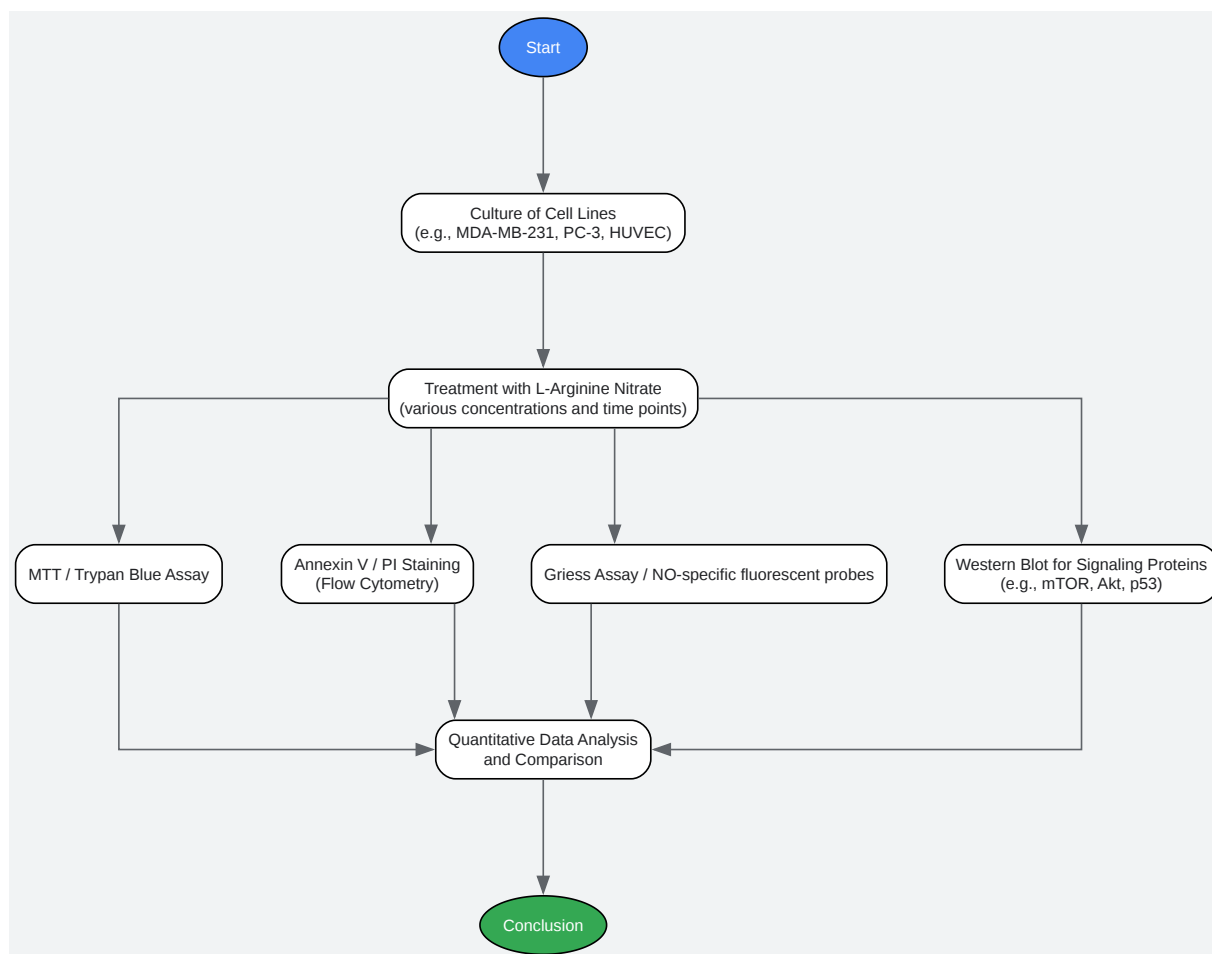 Start
Culture of Cell Lines
(e.g., MDA-MB-231, PC-3, HUVEC)
Treatment with L-Arginine Nitrate
(various concentrations and time points)
MTT / Trypan Blue Assay
Annexin V / PI Staining
(Flow Cytometry)
Griess Assay / NO-specific fluorescent probes
Western Blot for Signaling Proteins
(e.g., mTOR, Akt, p53)
Quantitative Data Analysis
and Comparison
Conclusion